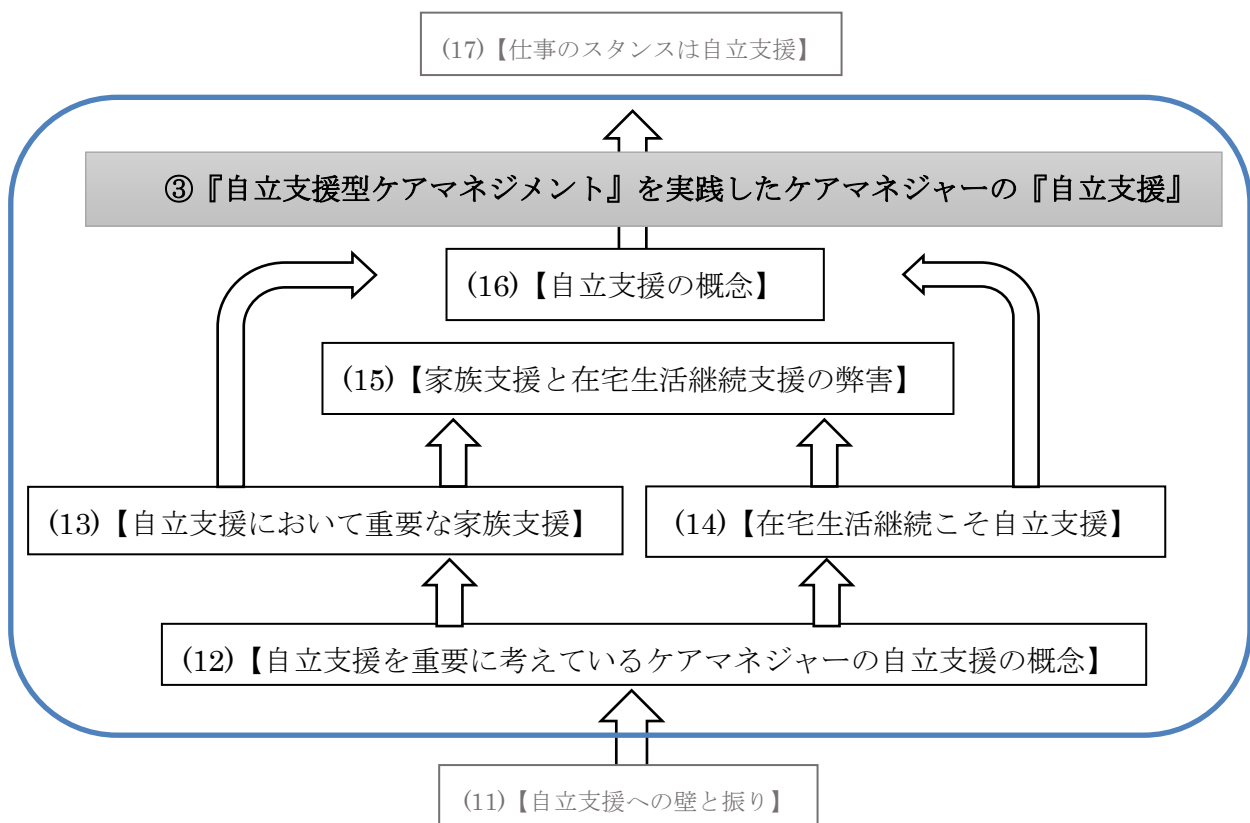 (17)【仕事のスタンスは自立支援】
③『自立支援型ケアマネジメント』を実践したケアマネジャーの『自立支援』
(16)【自立支援の概念】
(15)【家族支援と在宅生活継続支援の弊害】
(13)【自立支援において重要な家族支援】
(14)【在宅生活継続こそ自立支援】
(12)【自立支援を重要に考えているケアマネジャーの自立支援の概念】
(11)【自立支援への壁と振り】